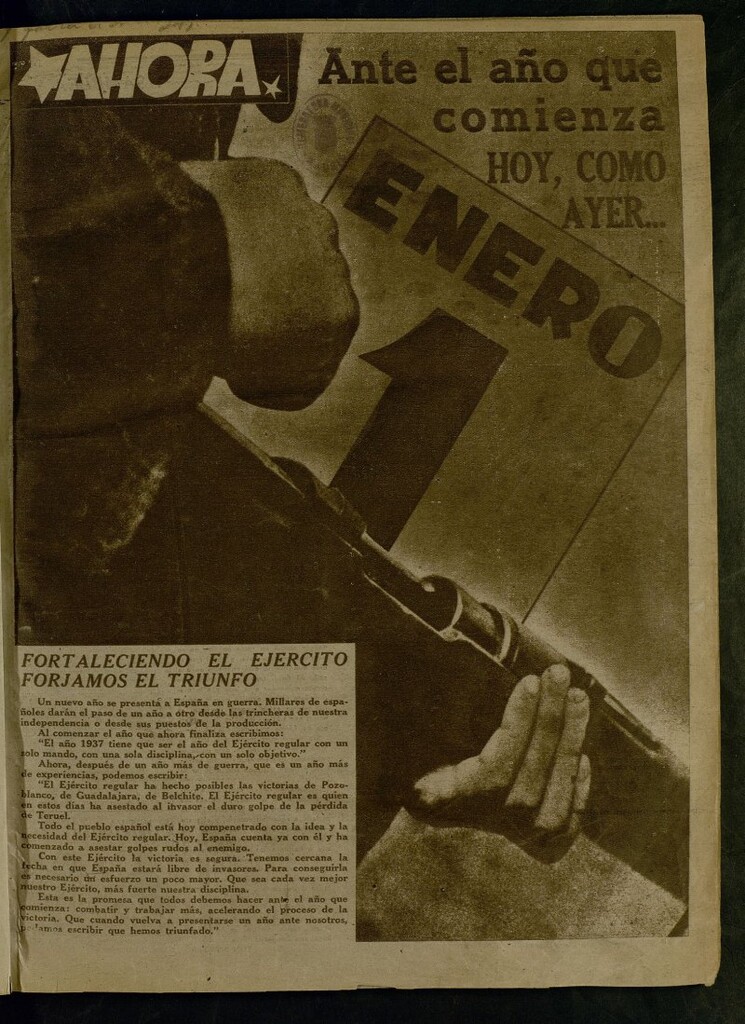 AHORA
Ante el año que
comienza
HOY, COMO
AYER...
ENERO
1
FORTALECIENDO EL EJERCITO
FORJAMOS EL TRIUNFO
Un nuevo año se presenta a España en guerra. Millares de espa-
ñoles darán el paso de un año a otro desde las trincheras de nuestra
independencia o desde sus puestos de la producción.
Al comenzar el año que ahora finaliza escribimos:
"El año 1937 tiene que ser el año del Ejército regular con un
solo mando, con una sola disciplina, con un solo objetivo."
Ahora, después de un año más de guerra, que es un año más
de experiencias, podemos escribir:
"El Ejército regular ha hecho posibles las victorias de Pozo-
blanco, de Guadalajara, de Belchite. El Ejército regular es quien
en estos días ha asestado al invasor el duro golpe de la pérdida
de Teruel.
Todo el pueblo español está hoy compenetrado con la idea y la
necesidad del Ejército regular. Hoy, España cuenta ya con él y ha
comenzado a asestar golpes rudos al enemigo.
Con este Ejército la victoria es segura. Tenemos cercana la
fecha en que España estará libre de invasores. Para conseguirla
es necesario un esfuerzo un poco mayor. Que sea cada vez mejor
nuestro Ejército, más fuerte nuestra disciplina.
Esta es la promesa que todos debemos hacer ante el año que
comienza: combatir y trabajar más, acelerando el proceso de la
victoria. Que cuando vuelva a presentarse un año ante nosotros,
podamos escribir que hemos triunfado."